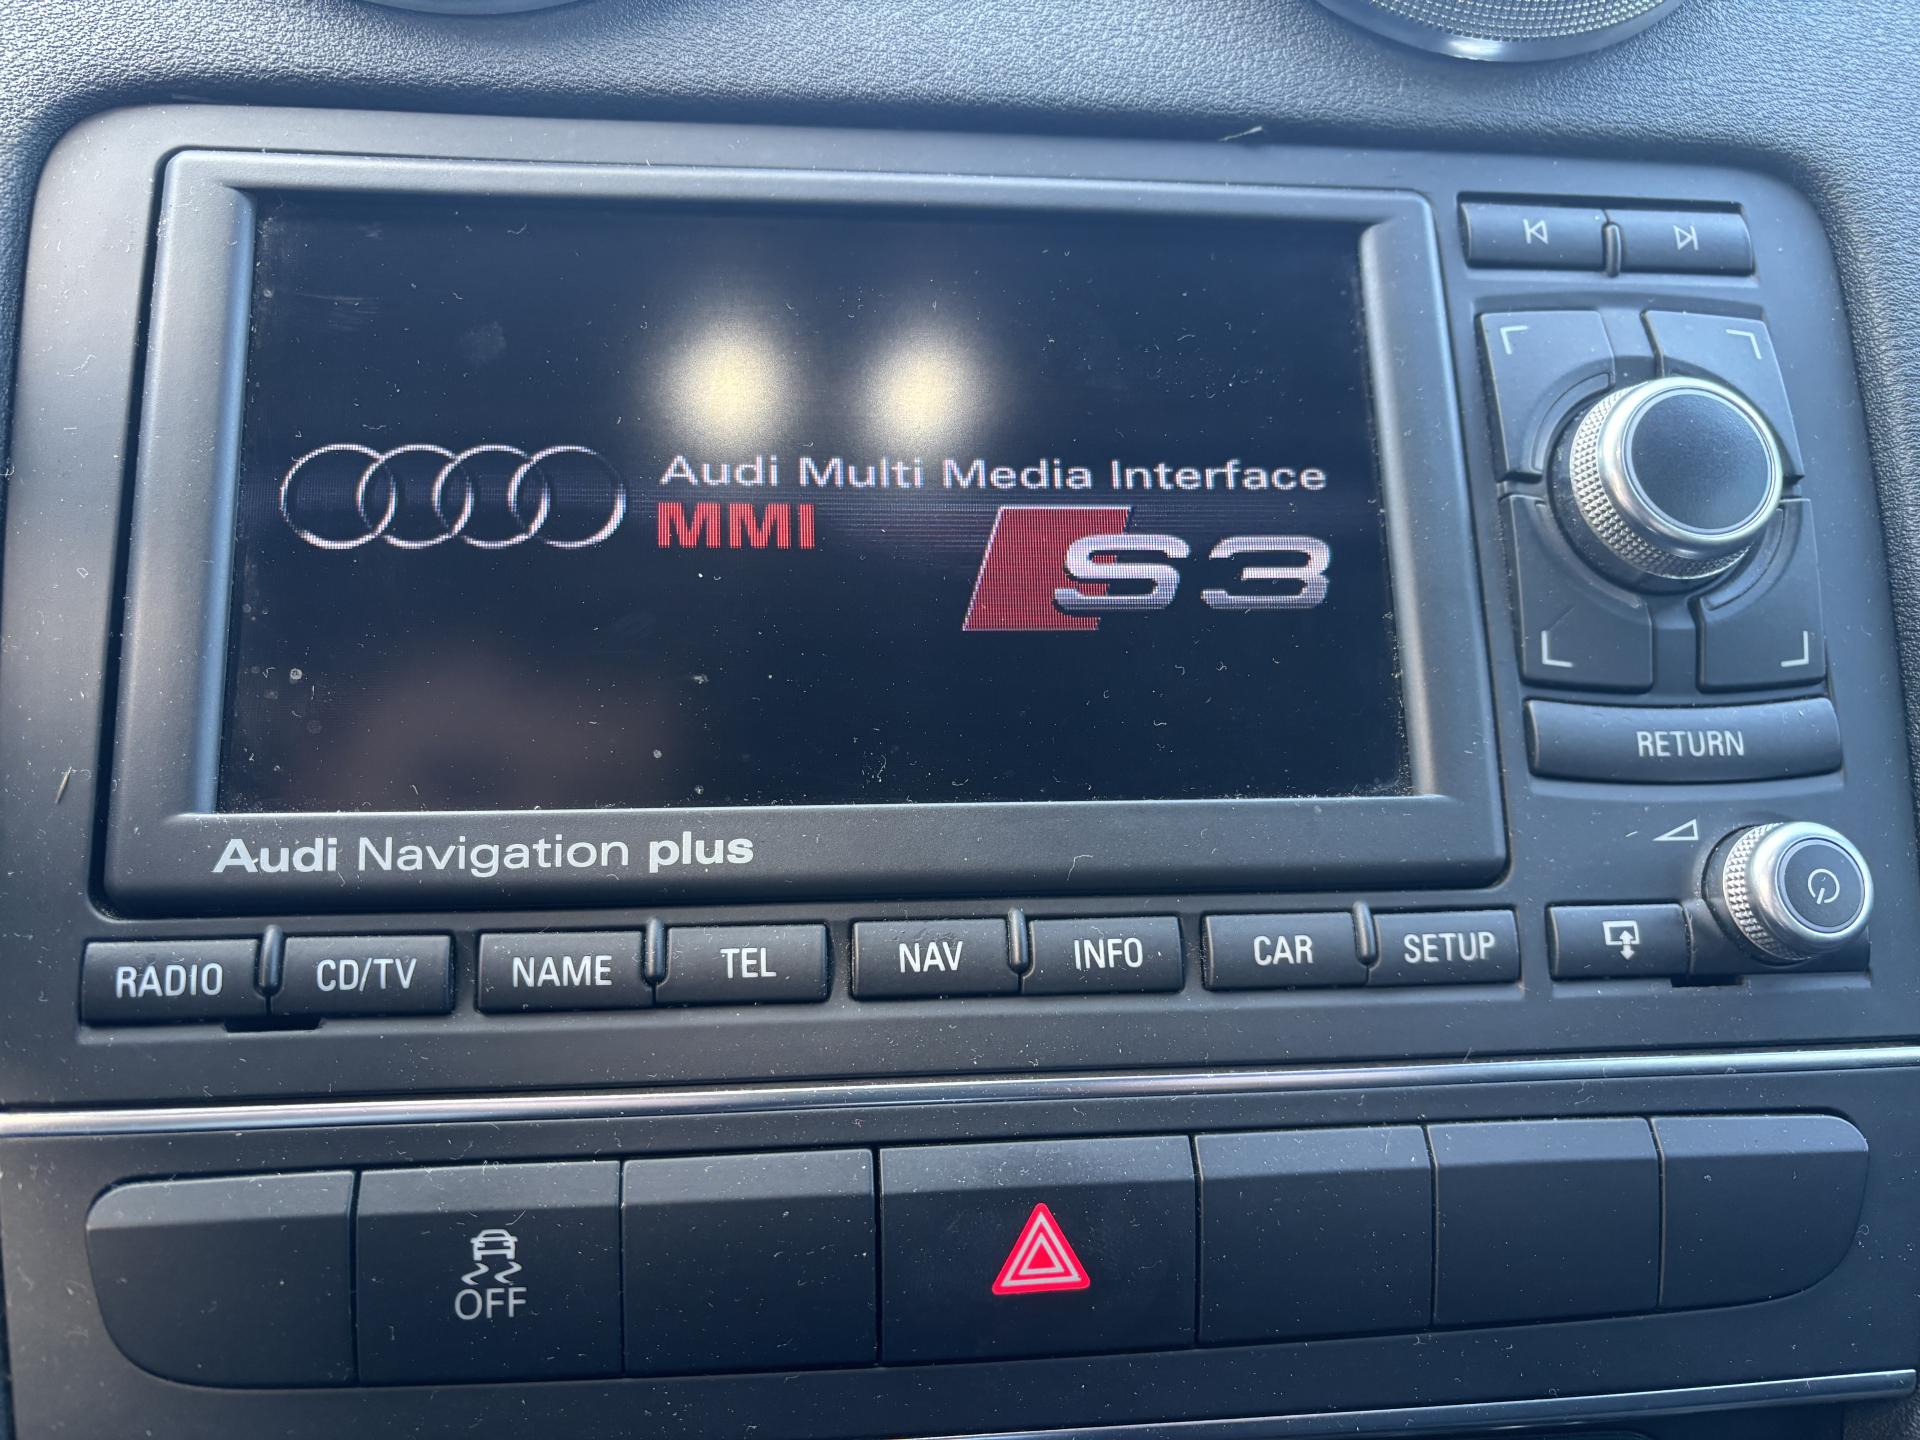 Audi Multi Media Interface
MMI
S3
RETURN
Audi Navigation plus
RADIO
CD/TV
NAME
TEL
NAV
INFO
CAR
SETUP
OFF